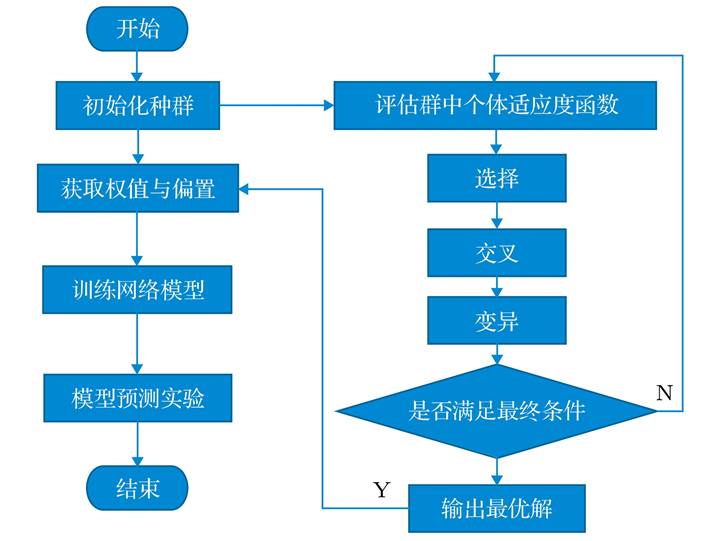 开始
初始化种群
获取权值与偏置
训练网络模型
模型预测实验
结束
评估群中个体适应度函数
选择
交叉
变异
是否满足最终条件
N
Y
输出最优解